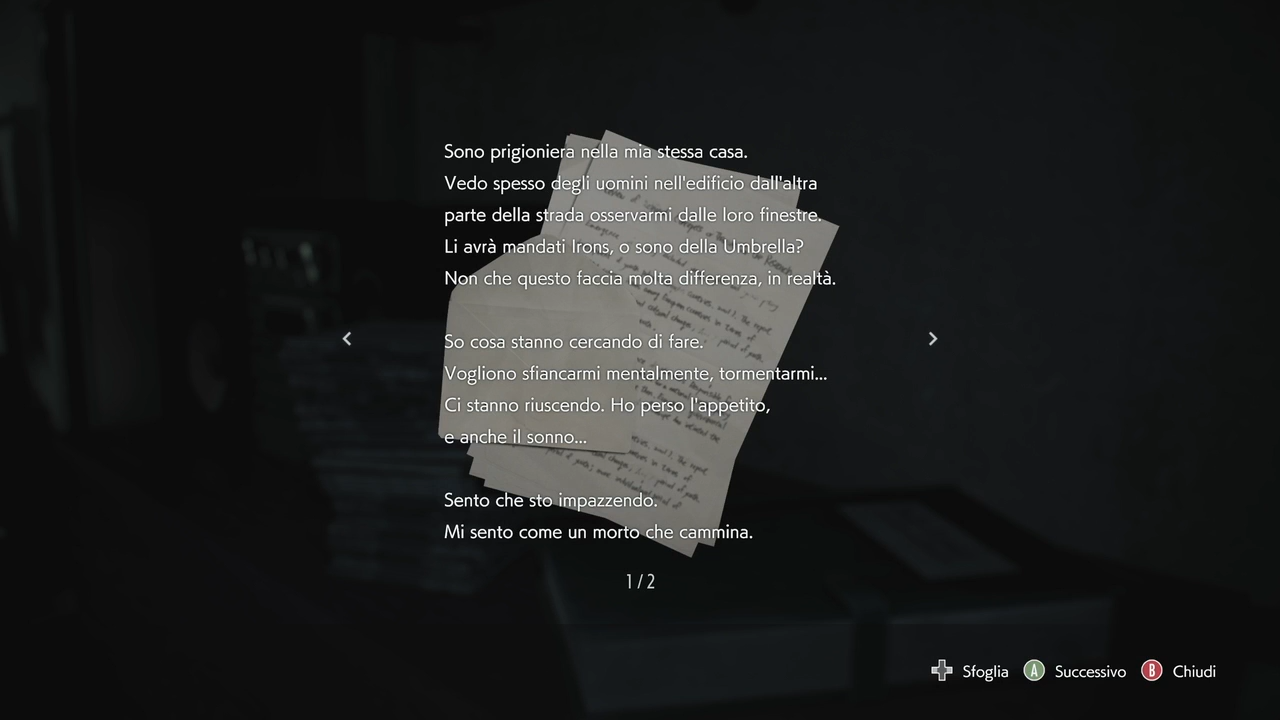 Sono prigioniera nella mia stessa casa.
Vedo spesso degli uomini nell'edificio dall'altra
parte della strada osservarmi dalle loro finestre.
Li avrà mandati Irons, o sono della Umbrella?
Non che questo faccia molta differenza, in realtà.
So cosa stanno cercando di fare.
Vogliono sfiancarmi mentalmente, tormentarmi...
Ci stanno riuscendo. Ho perso l'appetito,
e anche il sonno...
Sento che sto impazzendo.
Mi sento come un morto che cammina.
1 / 2
Sfoglia A Successivo B Chiudi